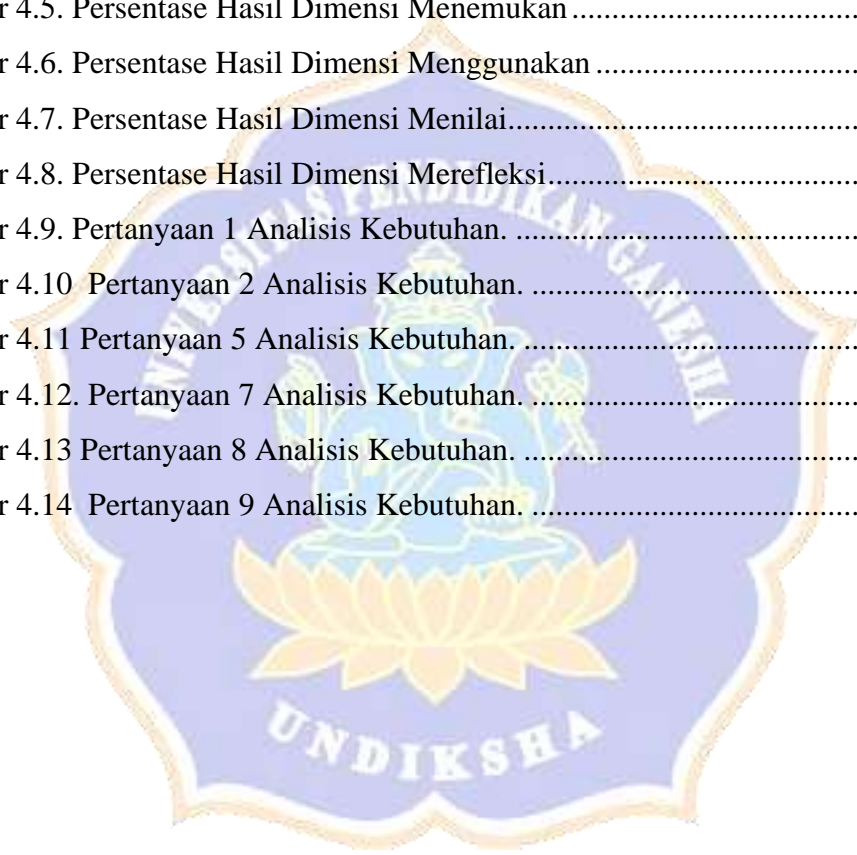 r 4.5. Persentase Hasil Dimensi Menemukan ......................................
r 4.6. Persentase Hasil Dimensi Menggunakan ...................................
r 4.7. Persentase Hasil Dimensi Menilai..............................................
r 4.8. Persentase Hasil Dimensi Merefleksi.........................................
r 4.9. Pertanyaan 1 Analisis Kebutuhan. .............................................
r 4.10  Pertanyaan 2 Analisis Kebutuhan. ...........................................
r 4.11 Pertanyaan 5 Analisis Kebutuhan. ............................................
r 4.12. Pertanyaan 7 Analisis Kebutuhan. ...........................................
r 4.13 Pertanyaan 8 Analisis Kebutuhan. ............................................
r 4.14  Pertanyaan 9 Analisis Kebutuhan. ...........................................
UNIVERSITAS PENDIDIKAN GANESHA
UNDIKSHA